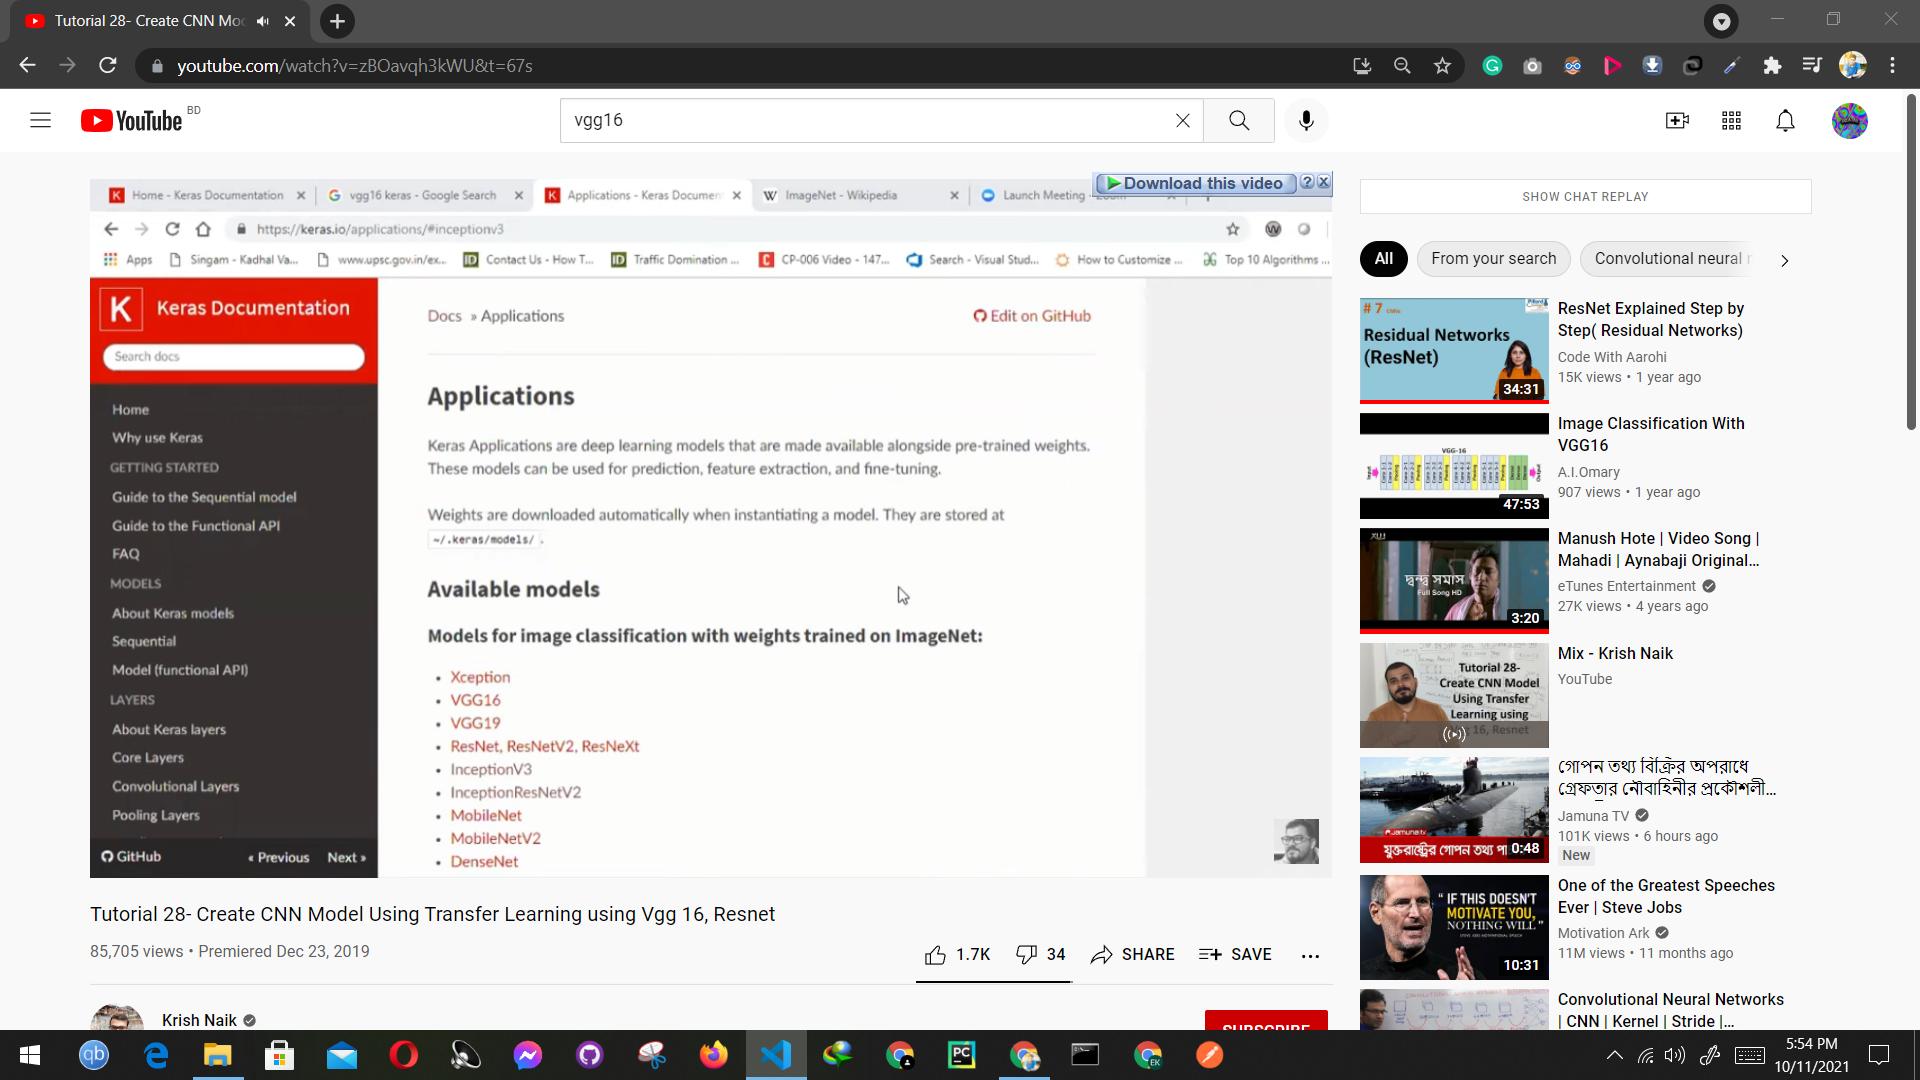 Tutorial 28- Create CNN Mo
youtube.com/watch?v=zBOavqh3kWU&t=67s
YouTube BD
vgg16
Home - Keras Documentation
vgg16 keras - Google Search
Applications - Keras Documen
ImageNet - Wikipedia
Launch Meeting -
Download this video
https://keras.io/applications/#inceptionv3
Apps
Singam - Kadhal Va...
www.upsc.gov.in/ex...
Contact Us - How T...
Traffic Domination ...
CP-006 Video - 147...
Search - Visual Stud...
How to Customize ...
Top 10 Algorithms ...
K Keras Documentation
Search docs
Home
Why use Keras
GETTING STARTED
Guide to the Sequential model
Guide to the Functional API
FAQ
MODELS
About Keras models
Sequential
Model (functional API)
LAYERS
About Keras layers
Core Layers
Convolutional Layers
Pooling Layers
GitHub « Previous Next »
Docs » Applications
Edit on GitHub
Applications
Keras Applications are deep learning models that are made available alongside pre-trained weights.
These models can be used for prediction, feature extraction, and fine-tuning.
Weights are downloaded automatically when instantiating a model. They are stored at
~/.keras/models/ .
Available models
Models for image classification with weights trained on ImageNet:
• Xception
• VGG16
• VGG19
• ResNet, ResNetV2, ResNeXt
• InceptionV3
• InceptionResNetV2
• MobileNet
• MobileNetV2
• DenseNet
Tutorial 28- Create CNN Model Using Transfer Learning using Vgg 16, Resnet
85,705 views • Premiered Dec 23, 2019
1.7K
34
SHARE
SAVE
Krish Naik
SUBSCRIBE
SHOW CHAT REPLAY
All
From your search
Convolutional neural
# 7
Residual Networks
(ResNet)
34:31
ResNet Explained Step by
Step( Residual Networks)
Code With Aarohi
15K views • 1 year ago
VGG-16
47:53
Image Classification With
VGG16
A.I.Omary
907 views • 1 year ago
দ্বন্দ্ব সমাস
Full Song HD
3:20
Manush Hote | Video Song |
Mahadi | Aynabaji Original...
eTunes Entertainment
27K views • 4 years ago
Tutorial 28-
Create CNN Model
Using Transfer
Learning using
16, Resnet
Mix - Krish Naik
YouTube
Jamuna tv
যুক্তরাষ্ট্রের গোপন তথ্য পা
0:48
গোপন তথ্য বিক্রির অপরাধে
গ্রেফতার নৌবাহিনীর প্রকৌশলী...
Jamuna TV
101K views • 6 hours ago
New
" IF THIS DOESN'T
MOTIVATE YOU,
NOTHING WILL "
10:31
One of the Greatest Speeches
Ever | Steve Jobs
Motivation Ark
11M views • 11 months ago
Convolutional Neural Networks
| CNN | Kernel | Stride |...
5:54 PM
10/11/2021